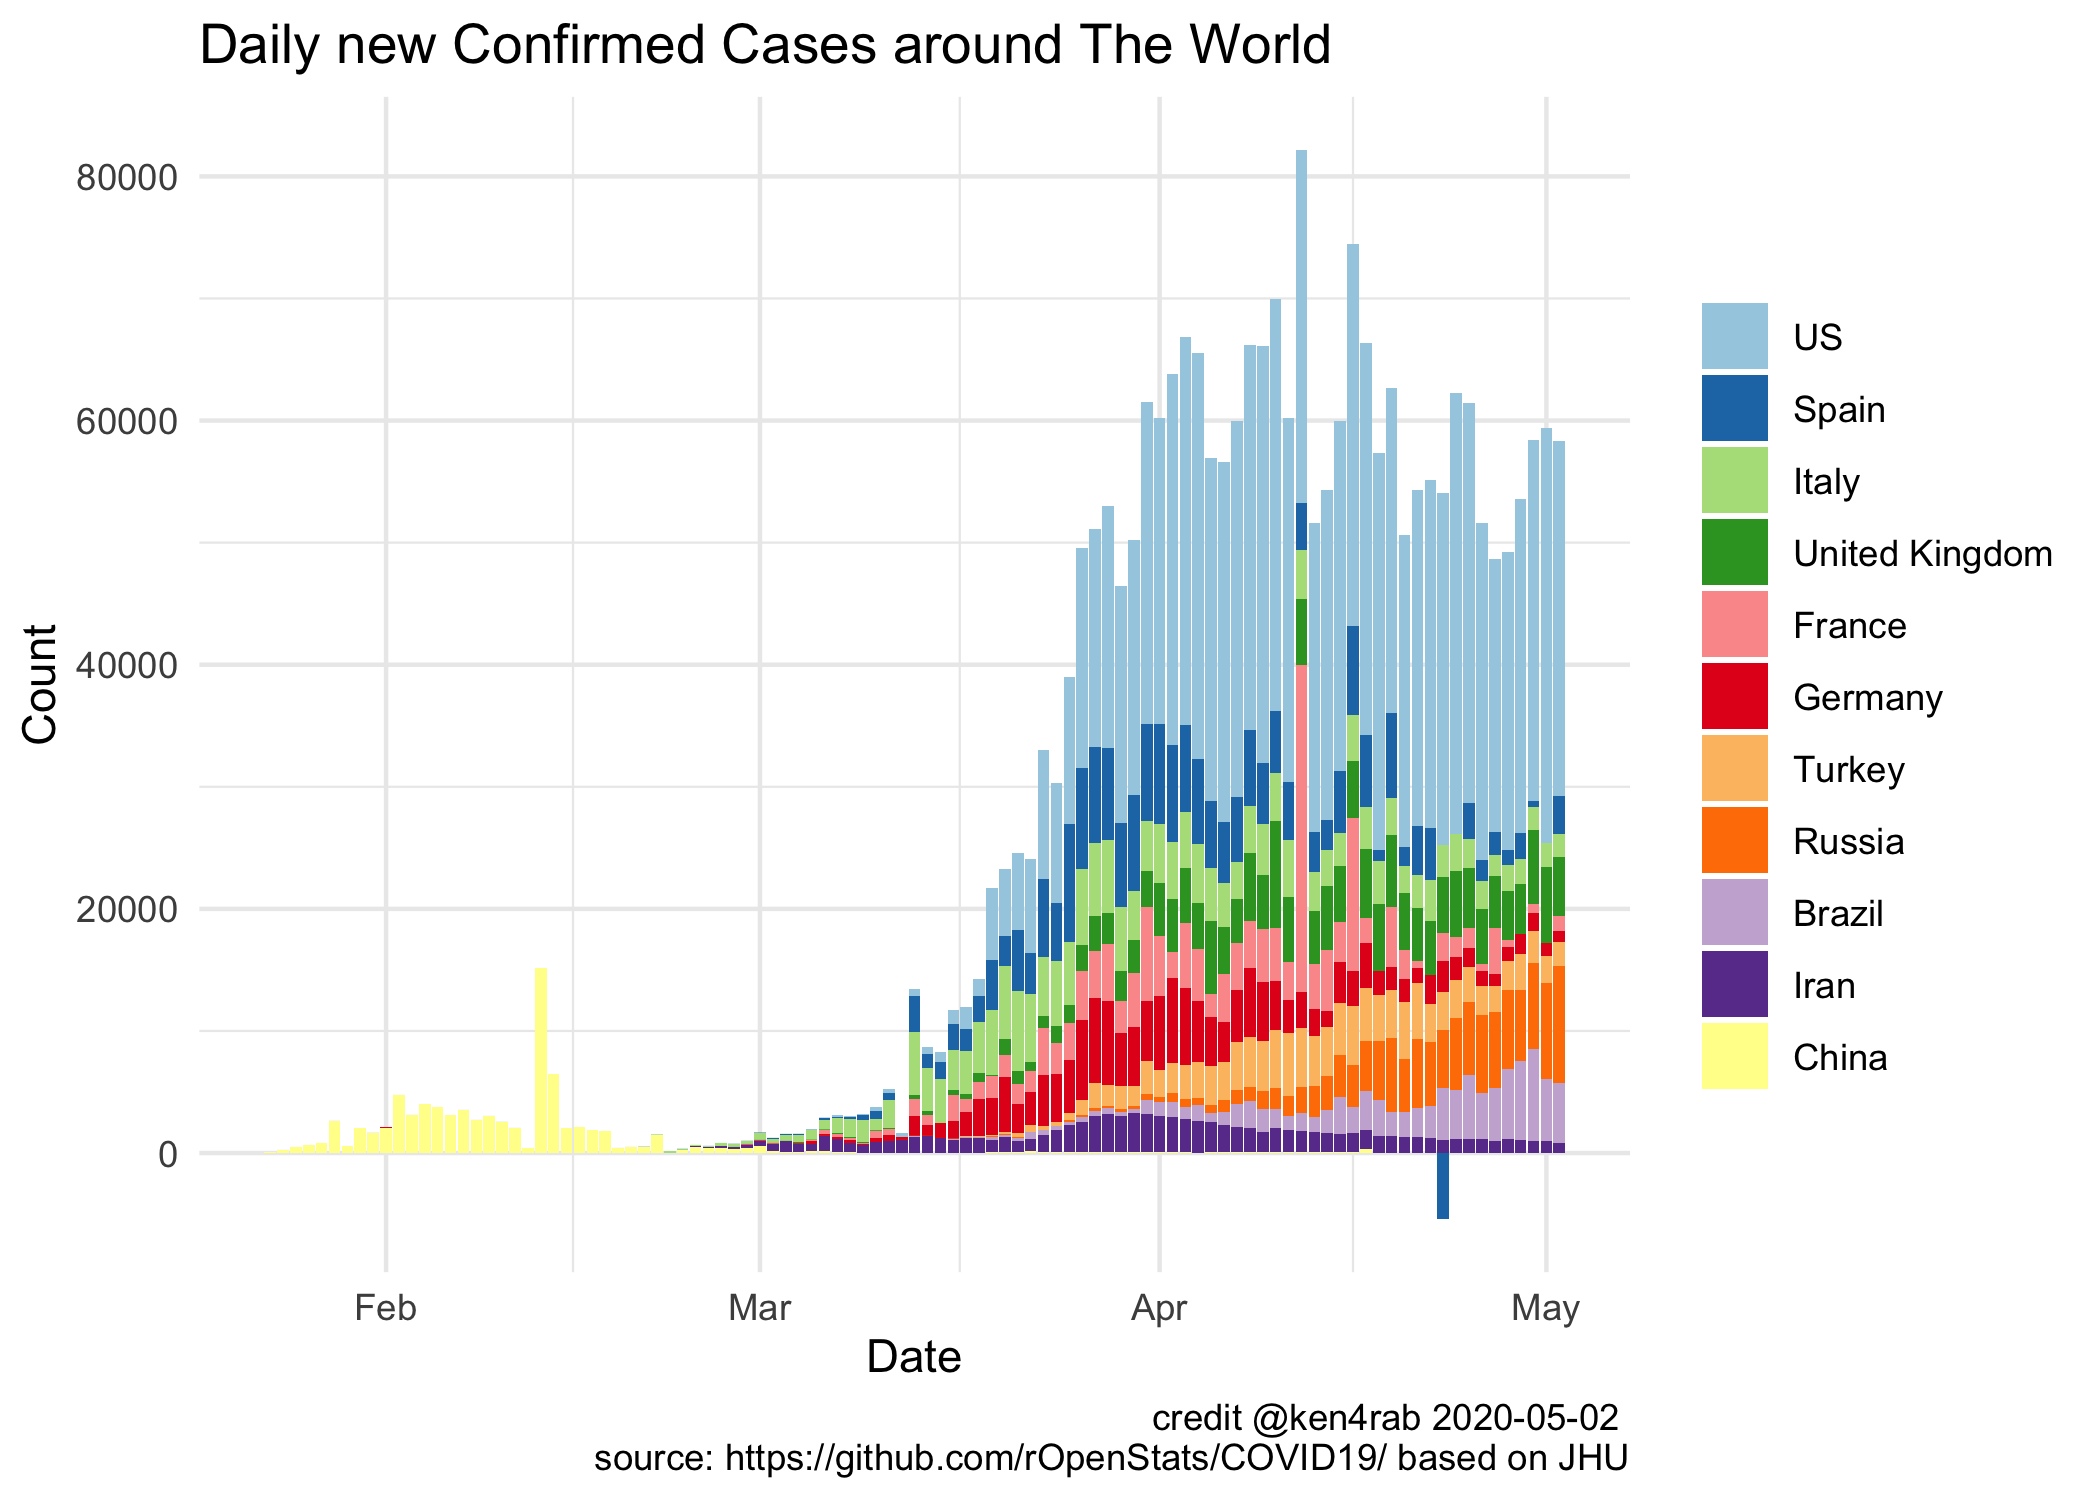 Daily new Confirmed Cases around The World
80000
60000
40000
20000
0
Count
Feb
Mar
Apr
May
Date
US
Spain
Italy
United Kingdom
France
Germany
Turkey
Russia
Brazil
Iran
China
credit @ken4rab 2020-05-02
source: https://github.com/rOpenStats/COVID19/ based on JHU